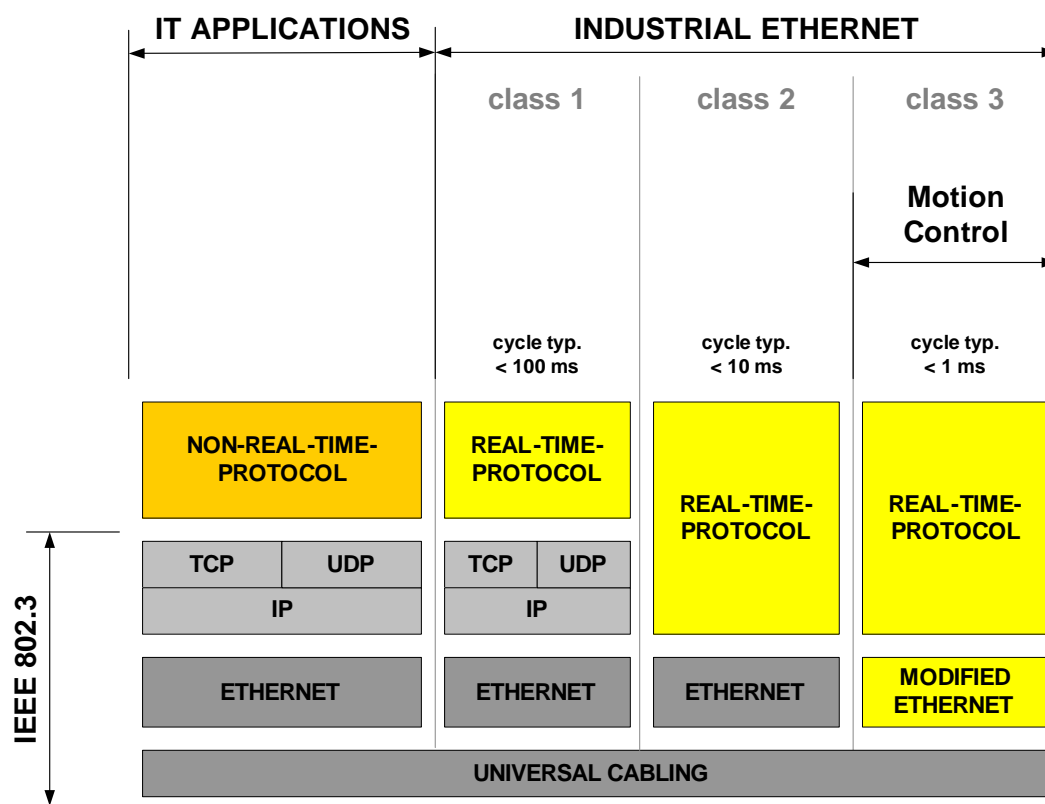 IT APPLICATIONS
INDUSTRIAL ETHERNET
class 1
class 2
class 3
Motion
Control
cycle typ.
< 100 ms
cycle typ.
< 10 ms
cycle typ.
< 1 ms
NON-REAL-TIME-
PROTOCOL
REAL-TIME-
PROTOCOL
REAL-TIME-
PROTOCOL
REAL-TIME-
PROTOCOL
IEEE 802.3
TCP
UDP
IP
TCP
UDP
IP
ETHERNET
ETHERNET
ETHERNET
MODIFIED
ETHERNET
UNIVERSAL CABLING